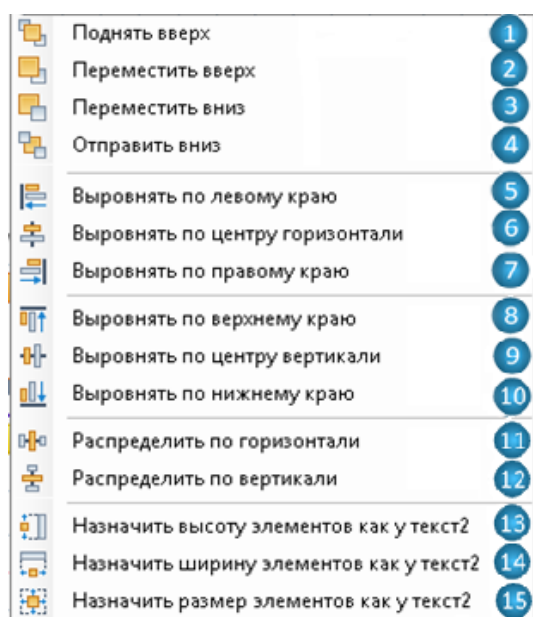 Поднять вверх 1
Переместить вверх 2
Переместить вниз 3
Отправить вниз 4
Выровнять по левому краю 5
Выровнять по центру горизонтали 6
Выровнять по правому краю 7
Выровнять по верхнему краю 8
Выровнять по центру вертикали 9
Выровнять по нижнему краю 10
Распределить по горизонтали 11
Распределить по вертикали 12
Назначить высоту элементов как у текст2 13
Назначить ширину элементов как у текст2 14
Назначить размер элементов как у текст2 15